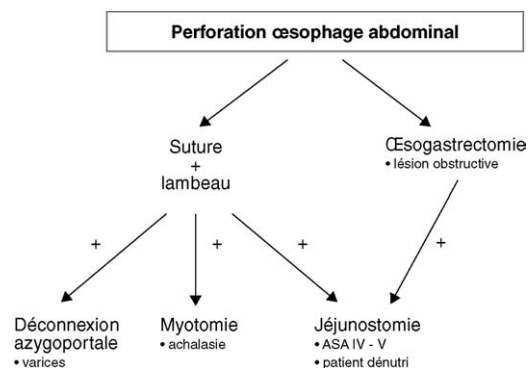 Perforation œsophage abdominal
Suture
+
lambeau
Œsogastrectomie
• lésion obstructive
+
+
+
+
Déconnexion
azygoportale
• varices
Myotomie
• achalasie
Jéjunostomie
• ASA IV - V
• patient dénutri